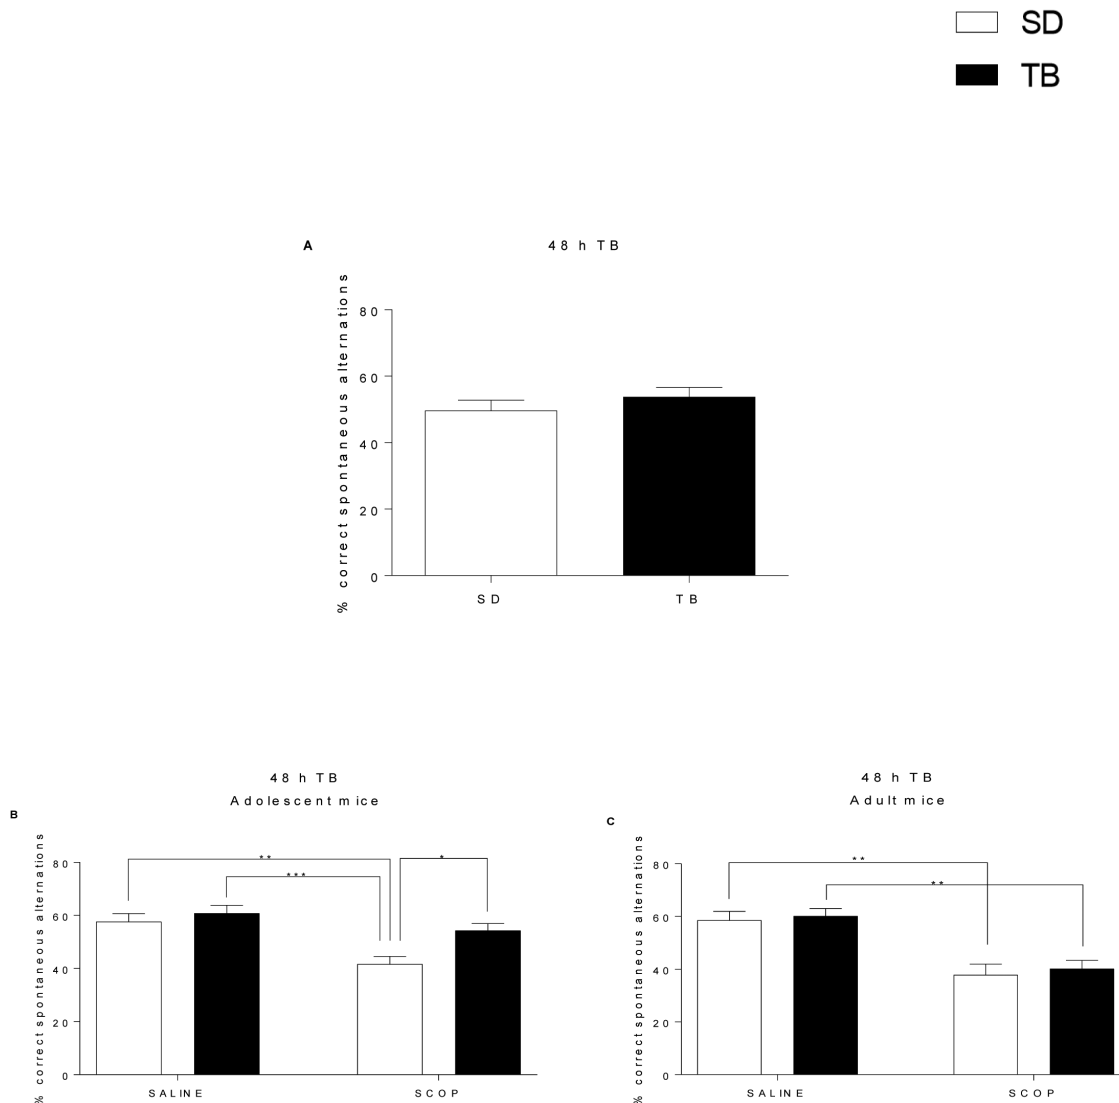 SD
TB
A
48 h TB
% correct spontaneous alternations
80
60
40
20
0
SD
TB
48 h TB
Adolescent mice
B
% correct spontaneous alternations
80
60
40
20
0
**
***
*
SALINE
SCOP
48 h TB
Adult mice
C
% correct spontaneous alternations
80
60
40
20
0
**
**
SALINE
SCOP